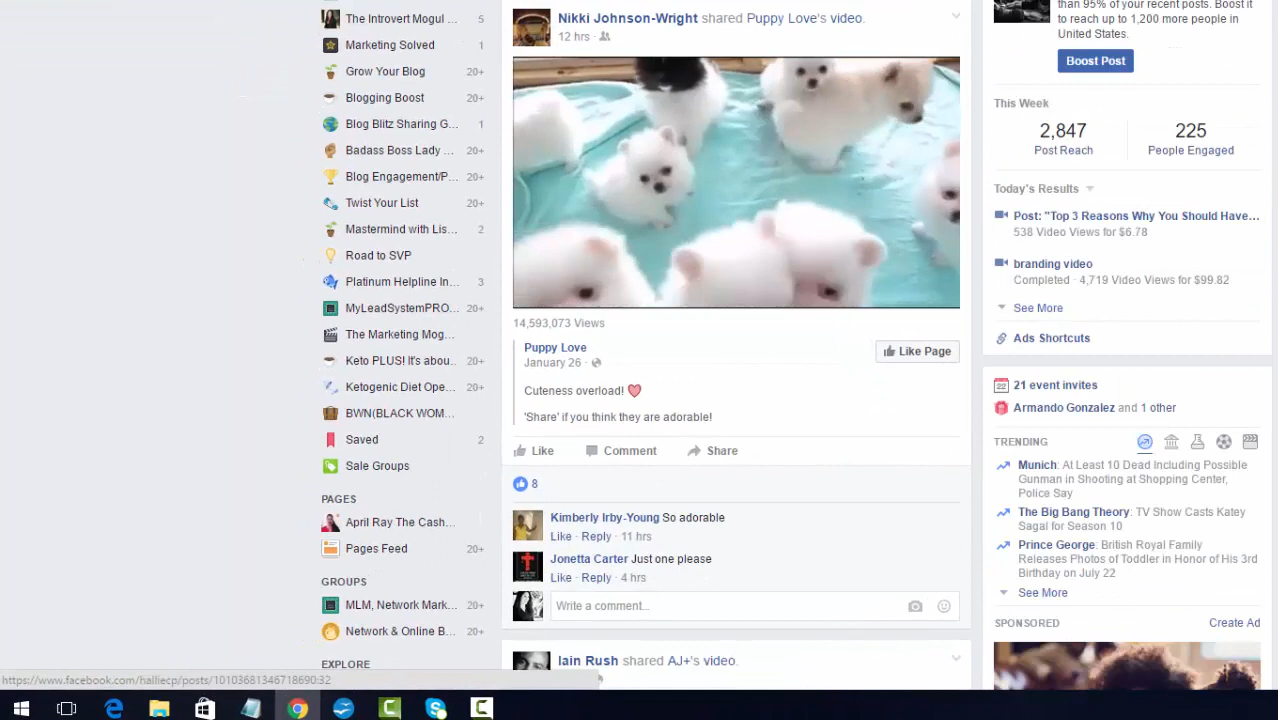 The Introvert Mogul 5
Marketing Solved 1
Grow Your Blog 20+
Blogging Boost 20+
Blog Blitz Sharing G... 1
Badass Boss Lady ... 20+
Blog Engagement/P... 20+
Twist Your List 20+
Mastermind with Lis... 2
Road to SVP
Platinum Helpline In... 3
MyLeadSystemPRO... 20+
The Marketing Mog...
Keto PLUS! It's abou.. 20+
Ketogenic Diet Ope... 20+
BWN(BLACK WOM...
Saved 2
Sale Groups
PAGES
April Ray The Cash...
Pages Feed 20+
GROUPS
MLM, Network Mark... 20+
Network & Online B... 20+
EXPLORE
https://www.facebook.com/halliecp/posts/10103681346718690:32
Nikki Johnson-Wright shared Puppy Love's video.
12 hrs
14,593,073 Views
Puppy Love
January 26
Like Page
Cuteness overload!
'Share' if you think they are adorable!
Like Comment Share
8
Kimberly Irby-Young So adorable
Like · Reply · 11 hrs
Jonetta Carter Just one please
Like · Reply · 4 hrs
Write a comment...
Iain Rush shared AJ+'s video.
than 95% of your recent posts. Boost it
to reach up to 1,200 more people in
United States.
Boost Post
This Week
2,847 225
Post Reach People Engaged
Today's Results
Post: "Top 3 Reasons Why You Should Have...
538 Video Views for $6.78
branding video
Completed · 4,719 Video Views for $99.82
See More
Ads Shortcuts
22
21 event invites
Armando Gonzalez and 1 other
TRENDING
Munich: At Least 10 Dead Including Possible
Gunman in Shooting at Shopping Center,
Police Say
The Big Bang Theory: TV Show Casts Katey
Sagal for Season 10
Prince George: British Royal Family
Releases Photos of Toddler in Honor of His 3rd
Birthday on July 22
See More
SPONSORED Create Ad